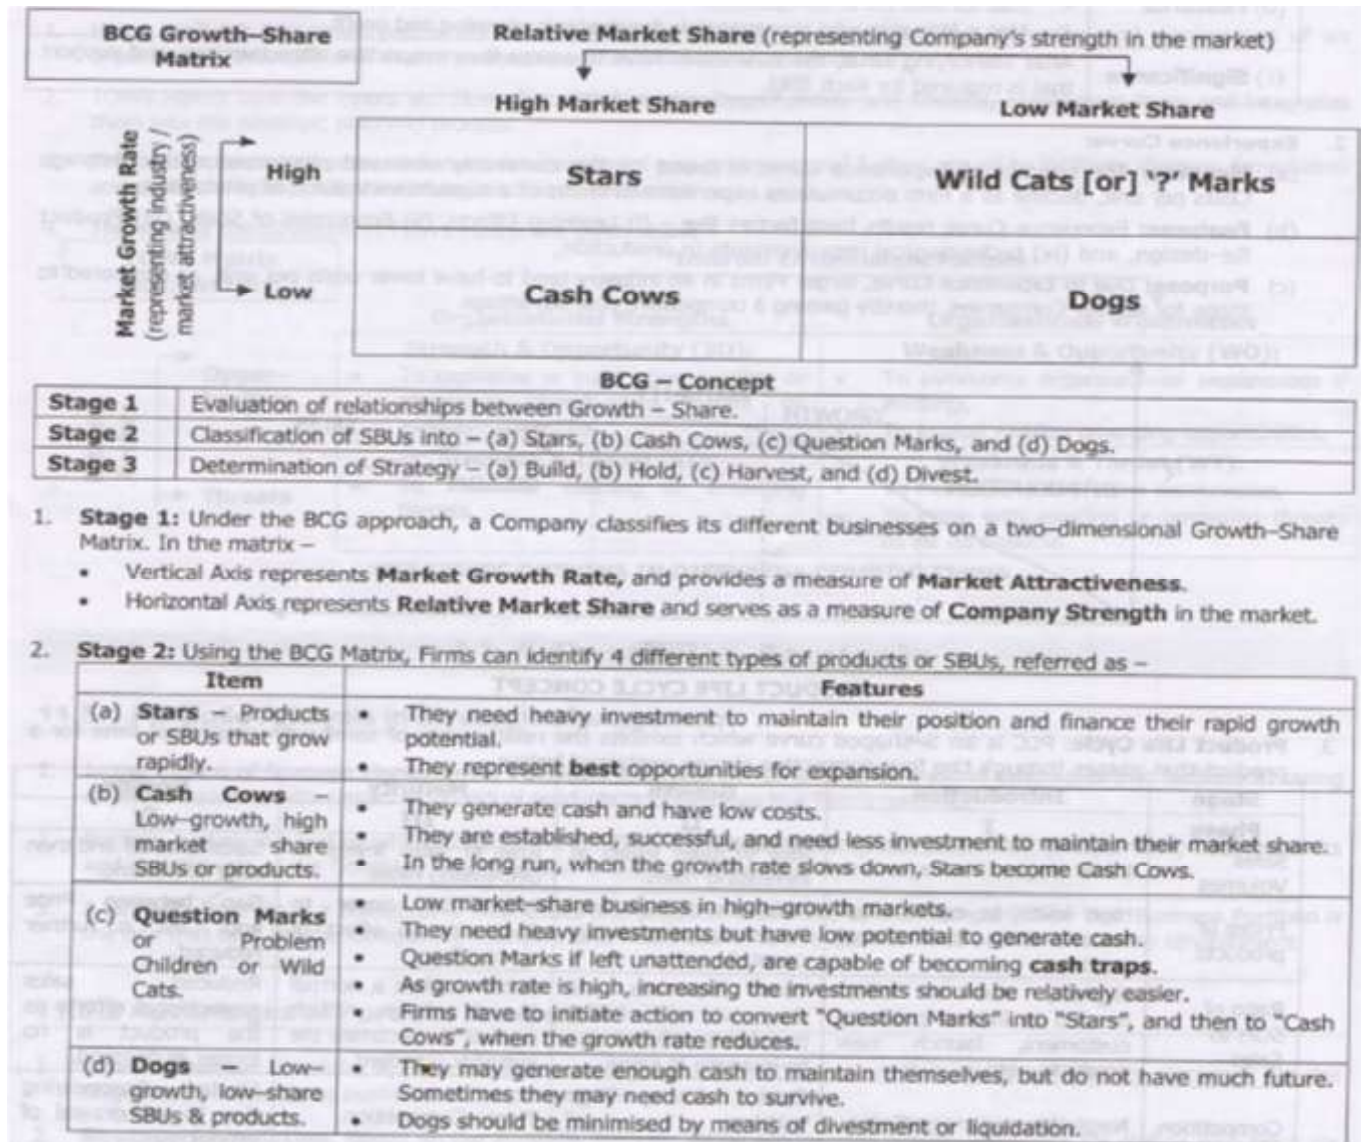 BCG Growth–Share
Matrix
Relative Market Share (representing Company's strength in the market)
High Market Share
Low Market Share
Market Growth Rate
(representing industry /
market attractiveness)
High
Stars
Wild Cats [or] '?' Marks
Low
Cash Cows
Dogs
BCG – Concept
Stage 1 Evaluation of relationships between Growth – Share.
Stage 2 Classification of SBUs into – (a) Stars, (b) Cash Cows, (c) Question Marks, and (d) Dogs.
Stage 3 Determination of Strategy – (a) Build, (b) Hold, (c) Harvest, and (d) Divest.
1. Stage 1: Under the BCG approach, a Company classifies its different businesses on a two–dimensional Growth–Share
Matrix. In the matrix –
• Vertical Axis represents Market Growth Rate, and provides a measure of Market Attractiveness.
• Horizontal Axis represents Relative Market Share and serves as a measure of Company Strength in the market.
2. Stage 2: Using the BCG Matrix, Firms can identify 4 different types of products or SBUs, referred as –
Item
Features
(a) Stars – Products
or SBUs that grow
rapidly.
• They need heavy investment to maintain their position and finance their rapid growth
potential.
• They represent best opportunities for expansion.
(b) Cash Cows –
Low–growth, high
market share
SBUs or products.
• They generate cash and have low costs.
• They are established, successful, and need less investment to maintain their market share.
• In the long run, when the growth rate slows down, Stars become Cash Cows.
(c) Question Marks
or Problem
Children or Wild
Cats.
• Low market–share business in high–growth markets.
• They need heavy investments but have low potential to generate cash.
• Question Marks if left unattended, are capable of becoming cash traps.
• As growth rate is high, increasing the investments should be relatively easier.
• Firms have to initiate action to convert "Question Marks" into "Stars", and then to "Cash
Cows", when the growth rate reduces.
(d) Dogs – Low–
growth, low–share
SBUs & products.
• They may generate enough cash to maintain themselves, but do not have much future.
Sometimes they may need cash to survive.
• Dogs should be minimised by means of divestment or liquidation.